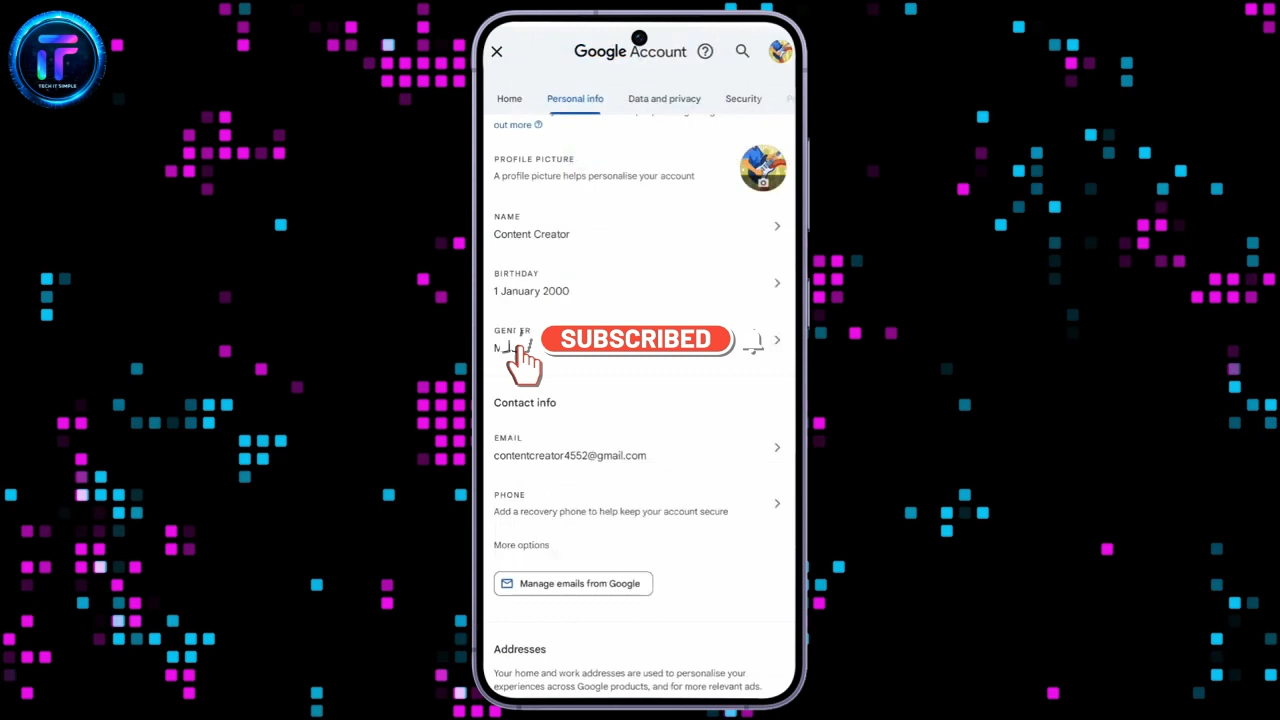 TECH IT SIMPLE
Google Account
Home Personal info Data and privacy Security
out more
PROFILE PICTURE
A profile picture helps personalise your account
NAME
Content Creator
BIRTHDAY
1 January 2000
SUBSCRIBED
Contact info
EMAIL
contentcreator4552@gmail.com
PHONE
Add a recovery phone to help keep your account secure
More options
Manage emails from Google
Addresses
Your home and work addresses are used to personalise your
experiences across Google products, and for more relevant ads.